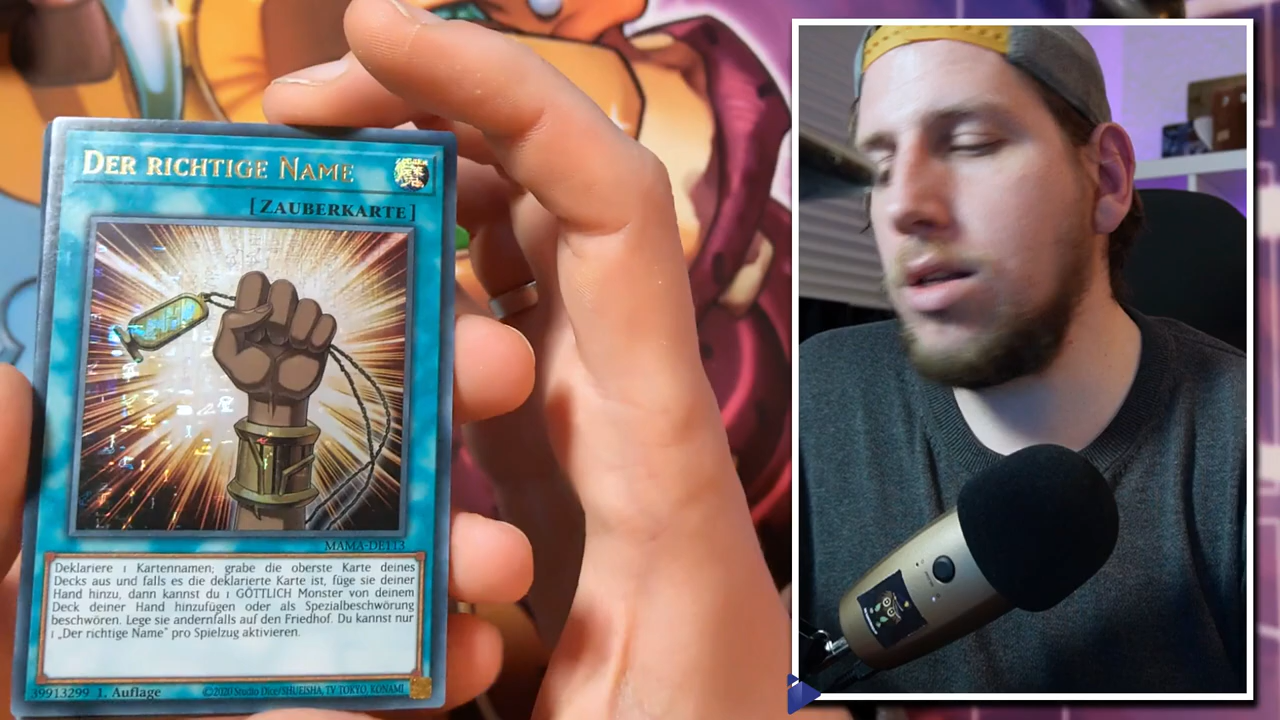 DER RICHTIGE NAME
[ZAUBERKARTE]
MAMA-DE113
Deklariere 1 Kartennamen; grabe die oberste Karte deines
Decks aus und falls es die deklarierte Karte ist, füge sie deiner
Hand hinzu, dann kannst du 1 GÖTTLICH Monster von deinem
Deck deiner Hand hinzufügen oder als Spezialbeschwörung
beschwören. Lege sie andernfalls auf den Friedhof. Du kannst nur
1 „Der richtige Name" pro Spielzug aktivieren.
39913299 1. Auflage ©2020 Studio Dice/SHUEISHA, TV TOKYO, KONAMI